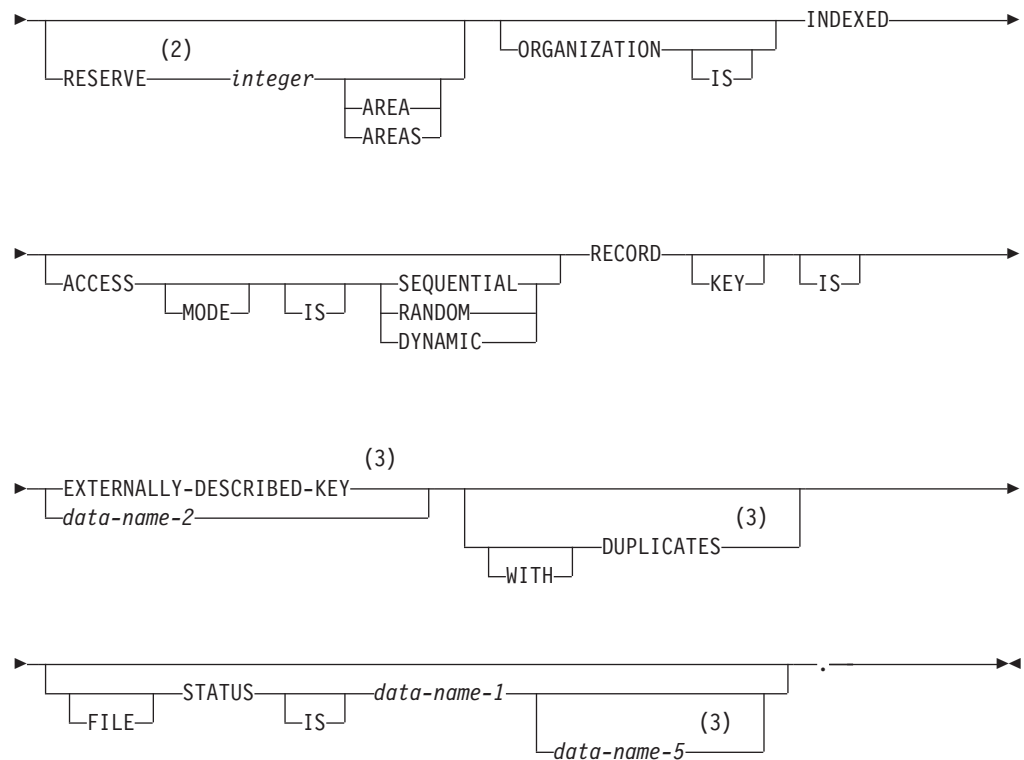 INDEXED
(2)
ORGANIZATION
RESERVE integer IS
AREA
AREAS
RECORD
ACCESS SEQUENTIAL KEY IS
MODE IS RANDOM
DYNAMIC
(3)
EXTERNALLY-DESCRIBED-KEY
data-name-2 (3)
DUPLICATES
WITH
.
STATUS data-name-1
FILE IS (3)
data-name-5